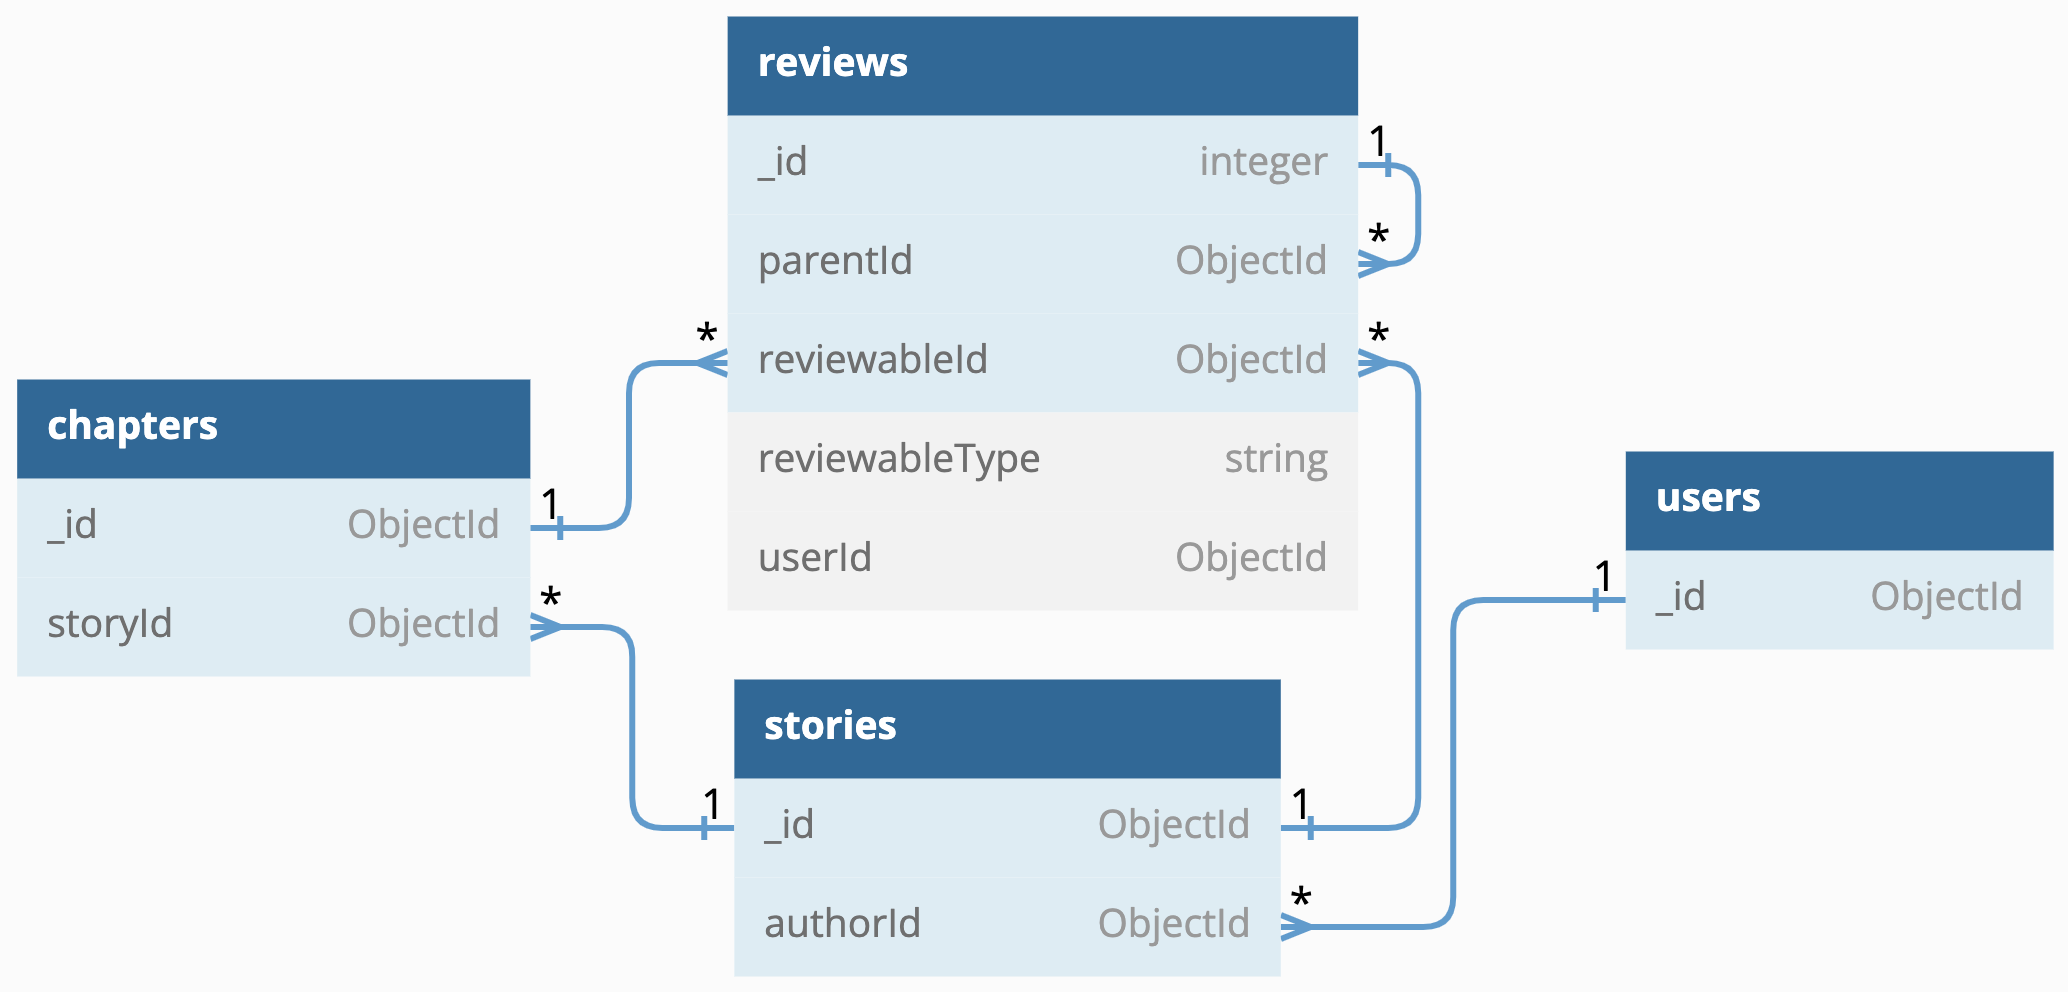 reviews
_id integer
parentId ObjectId
reviewableId ObjectId
reviewableType string
userId ObjectId
1
*
*
*
chapters
_id ObjectId
storyId ObjectId
1
*
users
_id ObjectId
1
stories
_id ObjectId
authorId ObjectId
1
1
*